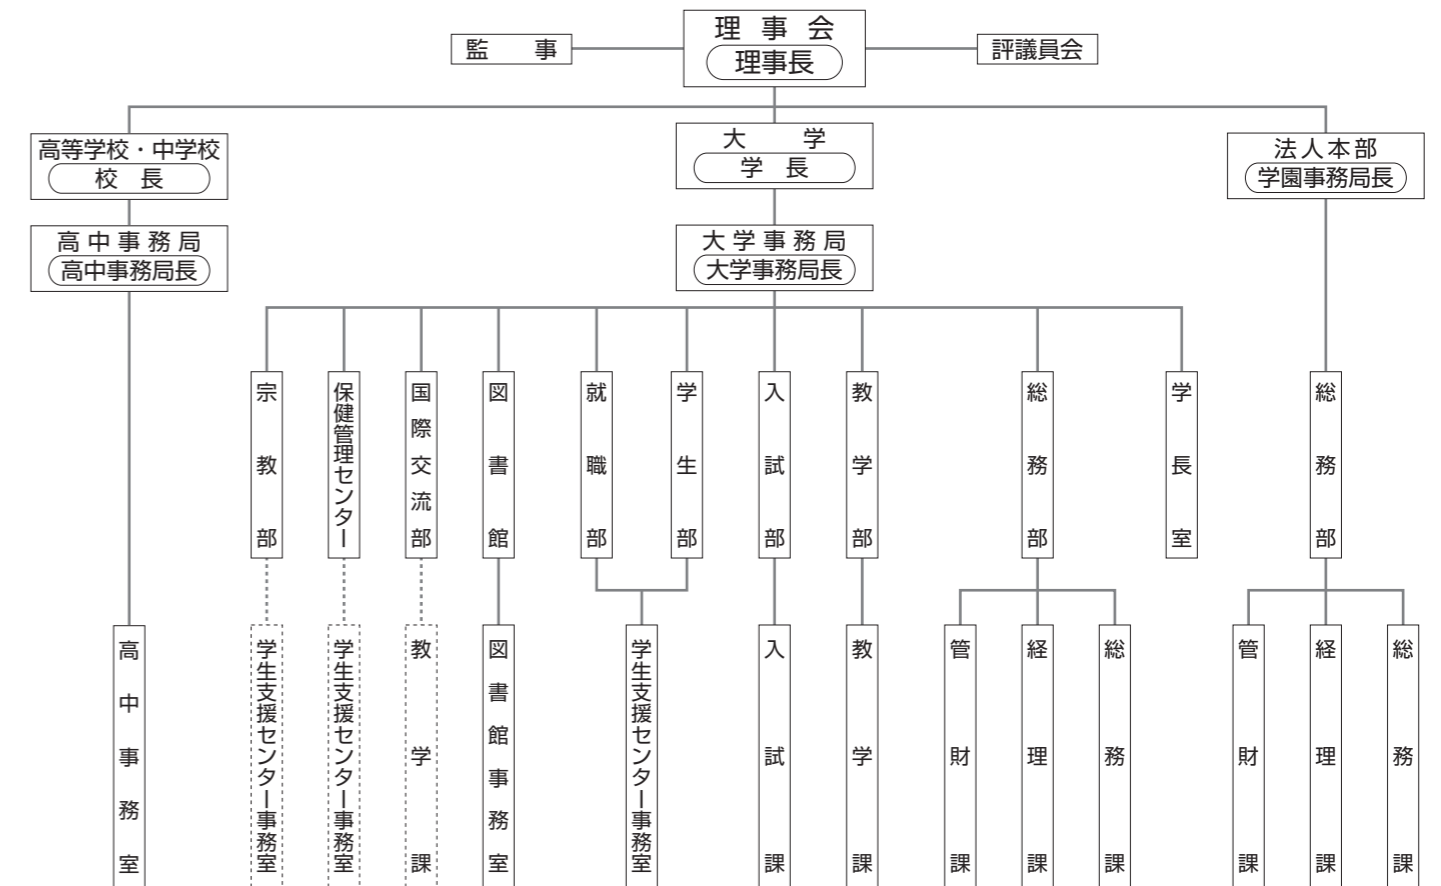 理事会
理事長
監事
評議員会
高等学校・中学校
校長
大学
学長
法人本部
学園事務局長
高中事務局
高中事務局長
大学事務局
大学事務局長
宗教部
保健管理センター
国際交流部
図書館
就職部
学生部
入試部
教学部
総務部
学長室
総務部
高中事務室
学生支援センター事務室
学生支援センター事務室
教学課
図書館事務室
学生支援センター事務室
入試課
教学課
管財課
経理課
総務課
管財課
経理課
総務課